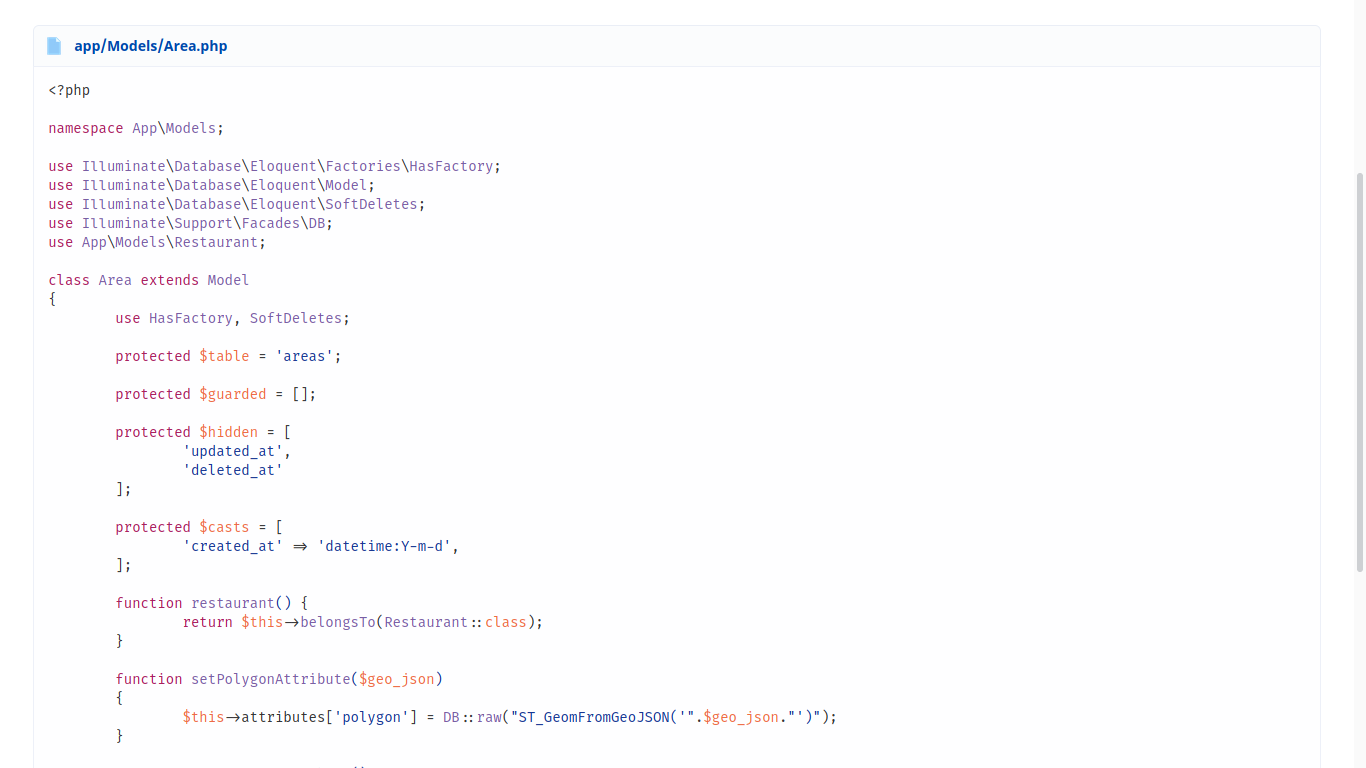 app/Models/Area.php
<?php
namespace App\Models;
use Illuminate\Database\Eloquent\Factories\HasFactory;
use Illuminate\Database\Eloquent\Model;
use Illuminate\Database\Eloquent\SoftDeletes;
use Illuminate\Support\Facades\DB;
use App\Models\Restaurant;
class Area extends Model
{
use HasFactory, SoftDeletes;
protected $table = 'areas';
protected $guarded = [];
protected $hidden = [
'updated_at',
'deleted_at'
];
protected $casts = [
'created_at' => 'datetime:Y-m-d',
];
function restaurant() {
return $this->belongsTo(Restaurant::class);
}
function setPolygonAttribute($geo_json)
{
$this->attributes['polygon'] = DB::raw("ST_GeomFromGeoJSON('".$geo_json."')");
}